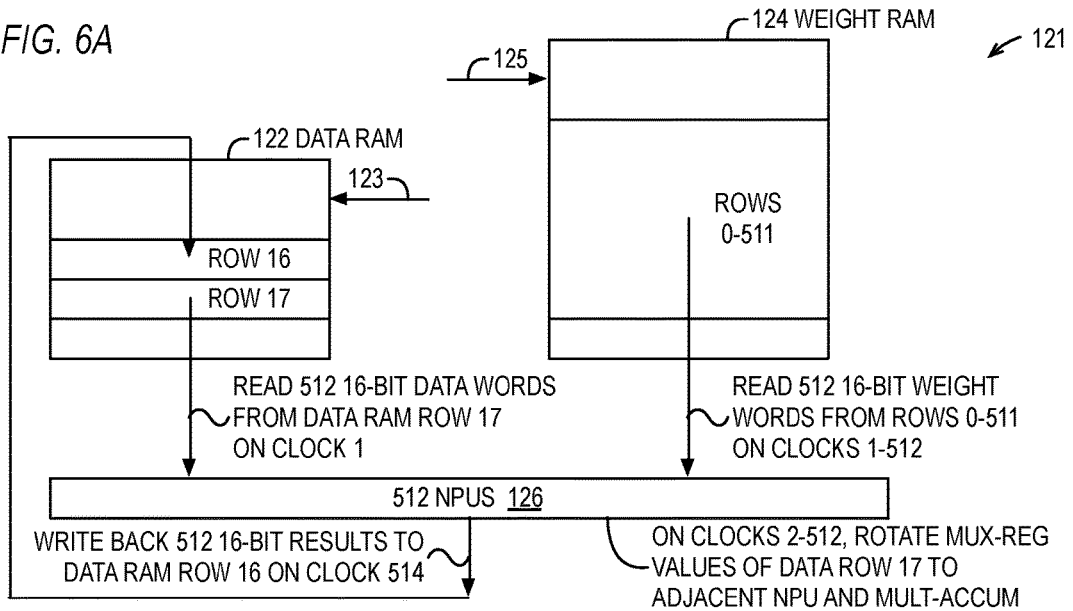 FIG. 6A
124 WEIGHT RAM
121
125
122 DATA RAM
123
ROWS
0-511
ROW 16
ROW 17
READ 512 16-BIT DATA WORDS
FROM DATA RAM ROW 17
ON CLOCK 1
READ 512 16-BIT WEIGHT
WORDS FROM ROWS 0-511
ON CLOCKS 1-512
512 NPUS 126
WRITE BACK 512 16-BIT RESULTS TO
DATA RAM ROW 16 ON CLOCK 514
ON CLOCKS 2-512, ROTATE MUX-REG
VALUES OF DATA ROW 17 TO
ADJACENT NPU AND MULT-ACCUM